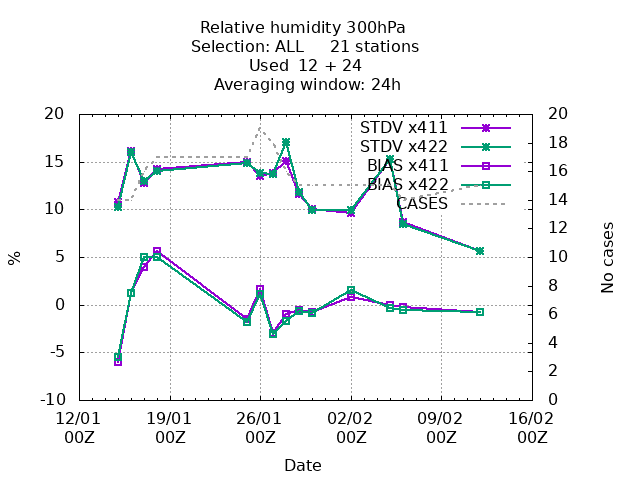 Relative humidity 300hPa
Selection: ALL     21 stations
Used  12 + 24
Averaging window: 24h
STDV x411
STDV x422
BIAS x411
BIAS x422
CASES
20
15
10
5
0
-5
-10
%
20
18
16
14
12
10
8
6
4
2
0
No cases
12/01 19/01 26/01 02/02 09/02 16/02
00Z 00Z 00Z 00Z 00Z 00Z
Date